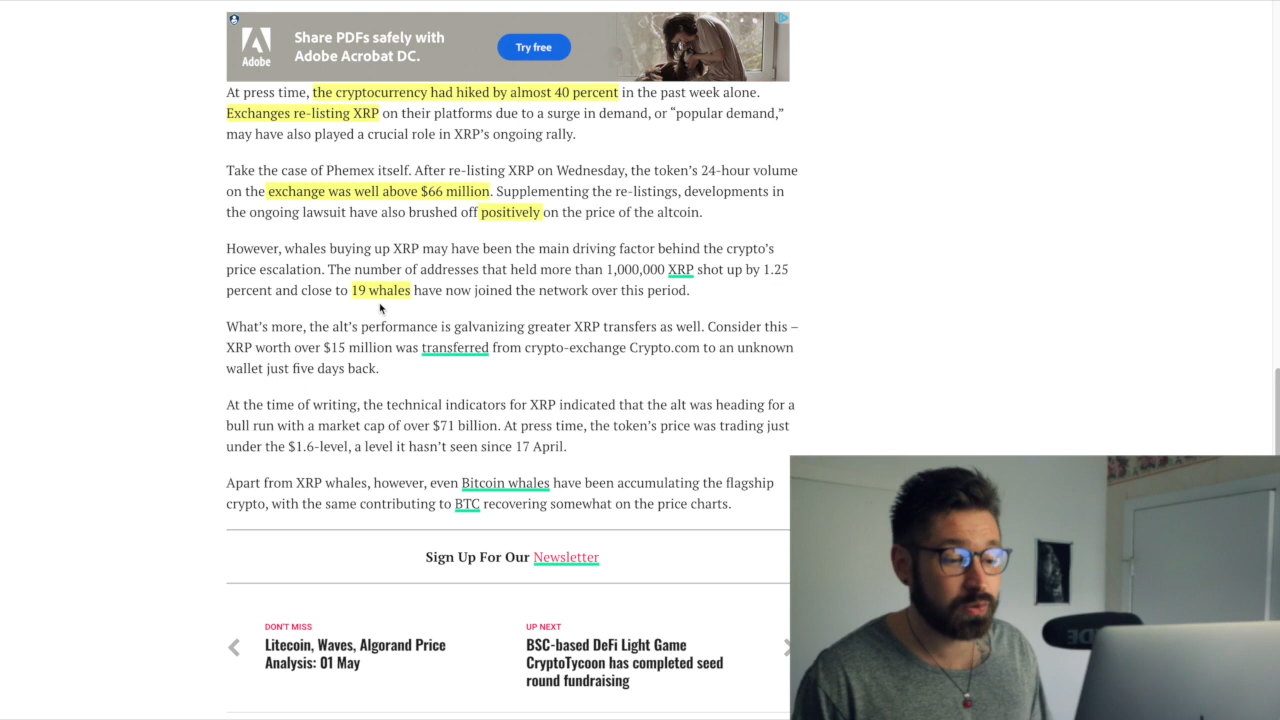 Adobe
Share PDFs safely with
Adobe Acrobat DC.
Try free
At press time, the cryptocurrency had hiked by almost 40 percent in the past week alone.
Exchanges re-listing XRP on their platforms due to a surge in demand, or “popular demand,”
may have also played a crucial role in XRP’s ongoing rally.
Take the case of Phemex itself. After re-listing XRP on Wednesday, the token’s 24-hour volume
on the exchange was well above $66 million. Supplementing the re-listings, developments in
the ongoing lawsuit have also brushed off positively on the price of the altcoin.
However, whales buying up XRP may have been the main driving factor behind the crypto’s
price escalation. The number of addresses that held more than 1,000,000 XRP shot up by 1.25
percent and close to 19 whales have now joined the network over this period.
What’s more, the alt’s performance is galvanizing greater XRP transfers as well. Consider this –
XRP worth over $15 million was transferred from crypto-exchange Crypto.com to an unknown
wallet just five days back.
At the time of writing, the technical indicators for XRP indicated that the alt was heading for a
bull run with a market cap of over $71 billion. At press time, the token’s price was trading just
under the $1.6-level, a level it hasn’t seen since 17 April.
Apart from XRP whales, however, even Bitcoin whales have been accumulating the flagship
crypto, with the same contributing to BTC recovering somewhat on the price charts.
Sign Up For Our Newsletter
DON'T MISS
Litecoin, Waves, Algorand Price
Analysis: 01 May
UP NEXT
BSC-based DeFi Light Game
CryptoTycoon has completed seed
round fundraising